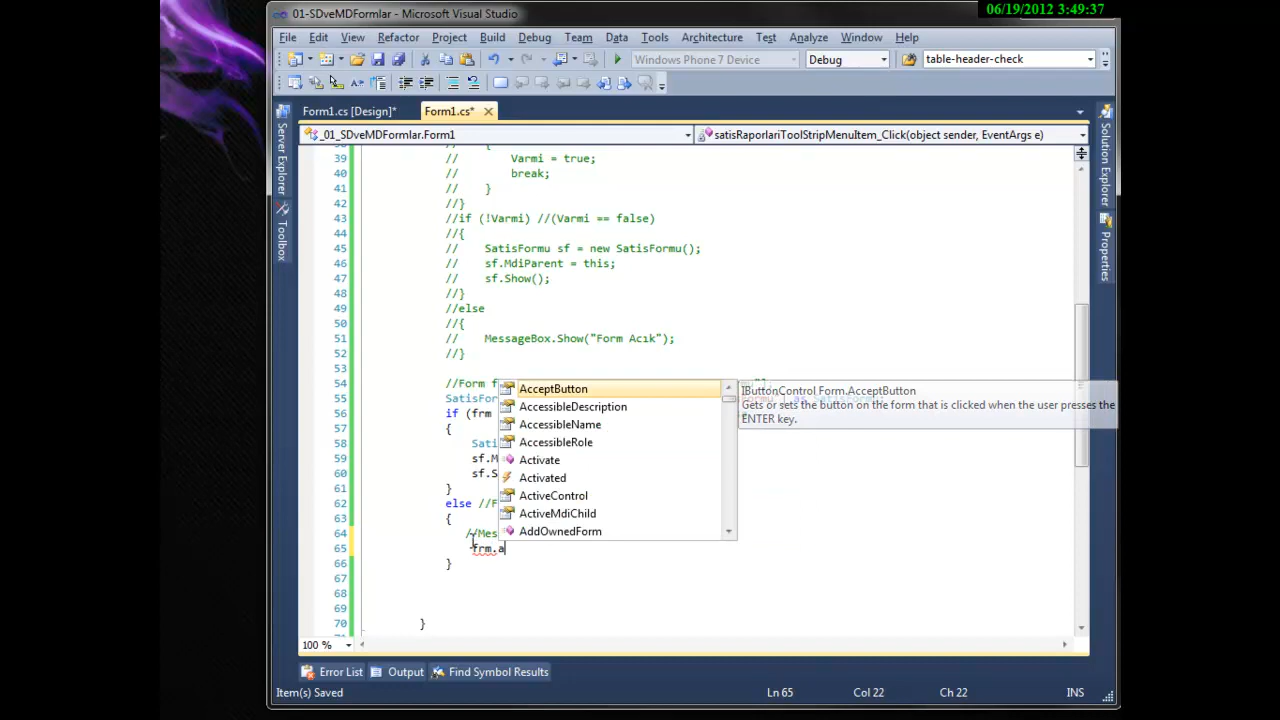 06/19/2012 3:49:37
01-SDveMDFormlar - Microsoft Visual Studio
File Edit View Refactor Project Build Debug Team Data Tools Architecture Test Analyze Window Help
Windows Phone 7 Device Debug table-header-check
Form1.cs [Design]* Form1.cs*
_01_SDveMDFormlar.Form1 satisRaporlariToolStripMenuItem_Click(object sender, EventArgs e)
Server Explorer
Toolbox
Solution Explorer
Properties
39 // Varmi = true;
40 // break;
41 // }
42 //}
43 //if (!Varmi) //(Varmi == false)
44 //{
45 // SatisFormu sf = new SatisFormu();
46 // sf.MdiParent = this;
47 // sf.Show();
48 //}
49 //else
50 //{
51 // MessageBox.Show("Form Acık");
52 //}
53
54 //Form f
55 SatisFo
56 if (frm
57 {
58 Sati
59 sf.M
60 sf.S
61 }
62 else //F
63 {
64 //Mes
65 frm.a
66 }
67
68
69
70 }
AcceptButton
AccessibleDescription
AccessibleName
AccessibleRole
Activate
Activated
ActiveControl
ActiveMdiChild
AddOwnedForm
IButtonControl Form.AcceptButton
Gets or sets the button on the form that is clicked when the user presses the
ENTER key.
100 %
Error List Output Find Symbol Results
Item(s) Saved Ln 65 Col 22 Ch 22 INS